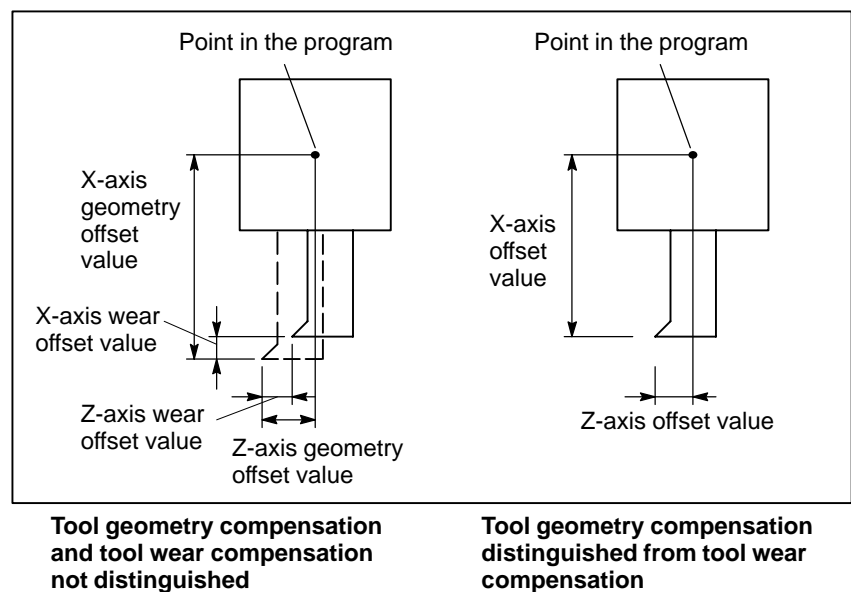 Point in the program
X-axis
geometry
offset
value
X-axis wear
offset value
Z-axis wear
offset value
Z-axis geometry
offset value
Point in the program
X-axis
offset
value
Z-axis offset value
Tool geometry compensation
and tool wear compensation
not distinguished
Tool geometry compensation
distinguished from tool wear
compensation